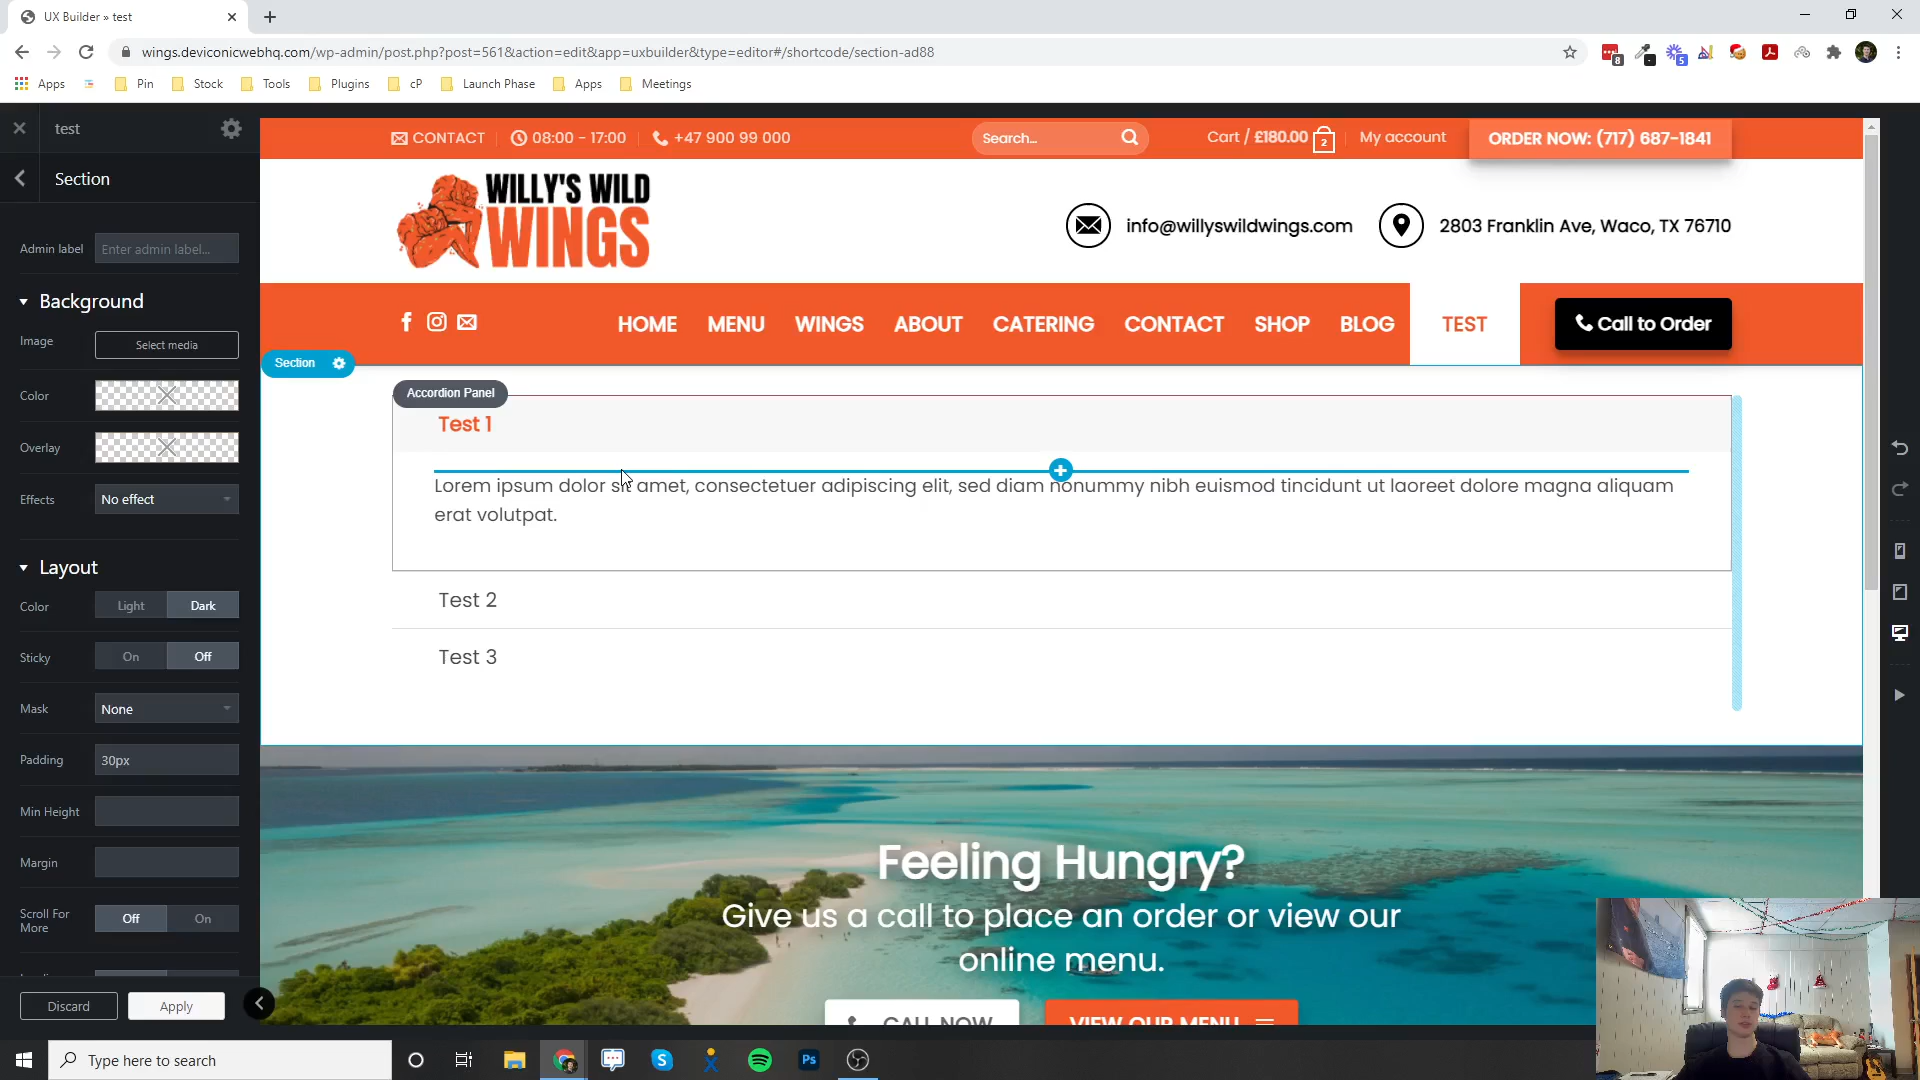 UX Builder » test
wings.deviconicwebhq.com/wp-admin/post.php?post=561&action=edit&app=uxbuilder&type=editor#/shortcode/section-ad88
8
5
Apps
Pin
Stock
Tools
Plugins
cP
Launch Phase
Apps
Meetings
test
Section
Admin label
Enter admin label...
Background
Image
Select media
Color
Overlay
Effects
No effect
Layout
Color
Light
Dark
Sticky
On
Off
Mask
None
Padding
30px
Min Height
Margin
Scroll For
More
Off
On
Discard
Apply
CONTACT
08:00 - 17:00
+47 900 99 000
Search...
Cart / £180.00
2
My account
ORDER NOW: (717) 687-1841
WILLY'S WILD
WINGS
info@willyswildwings.com
2803 Franklin Ave, Waco, TX 76710
HOME
MENU
WINGS
ABOUT
CATERING
CONTACT
SHOP
BLOG
TEST
Call to Order
Section
Accordion Panel
Test 1
Lorem ipsum dolor sit amet, consectetuer adipiscing elit, sed diam nonummy nibh euismod tincidunt ut laoreet dolore magna aliquam
erat volutpat.
Test 2
Test 3
Feeling Hungry?
Give us a call to place an order or view our
online menu.
CALL NOW
VIEW OUR MENU
Type here to search
S
Ps